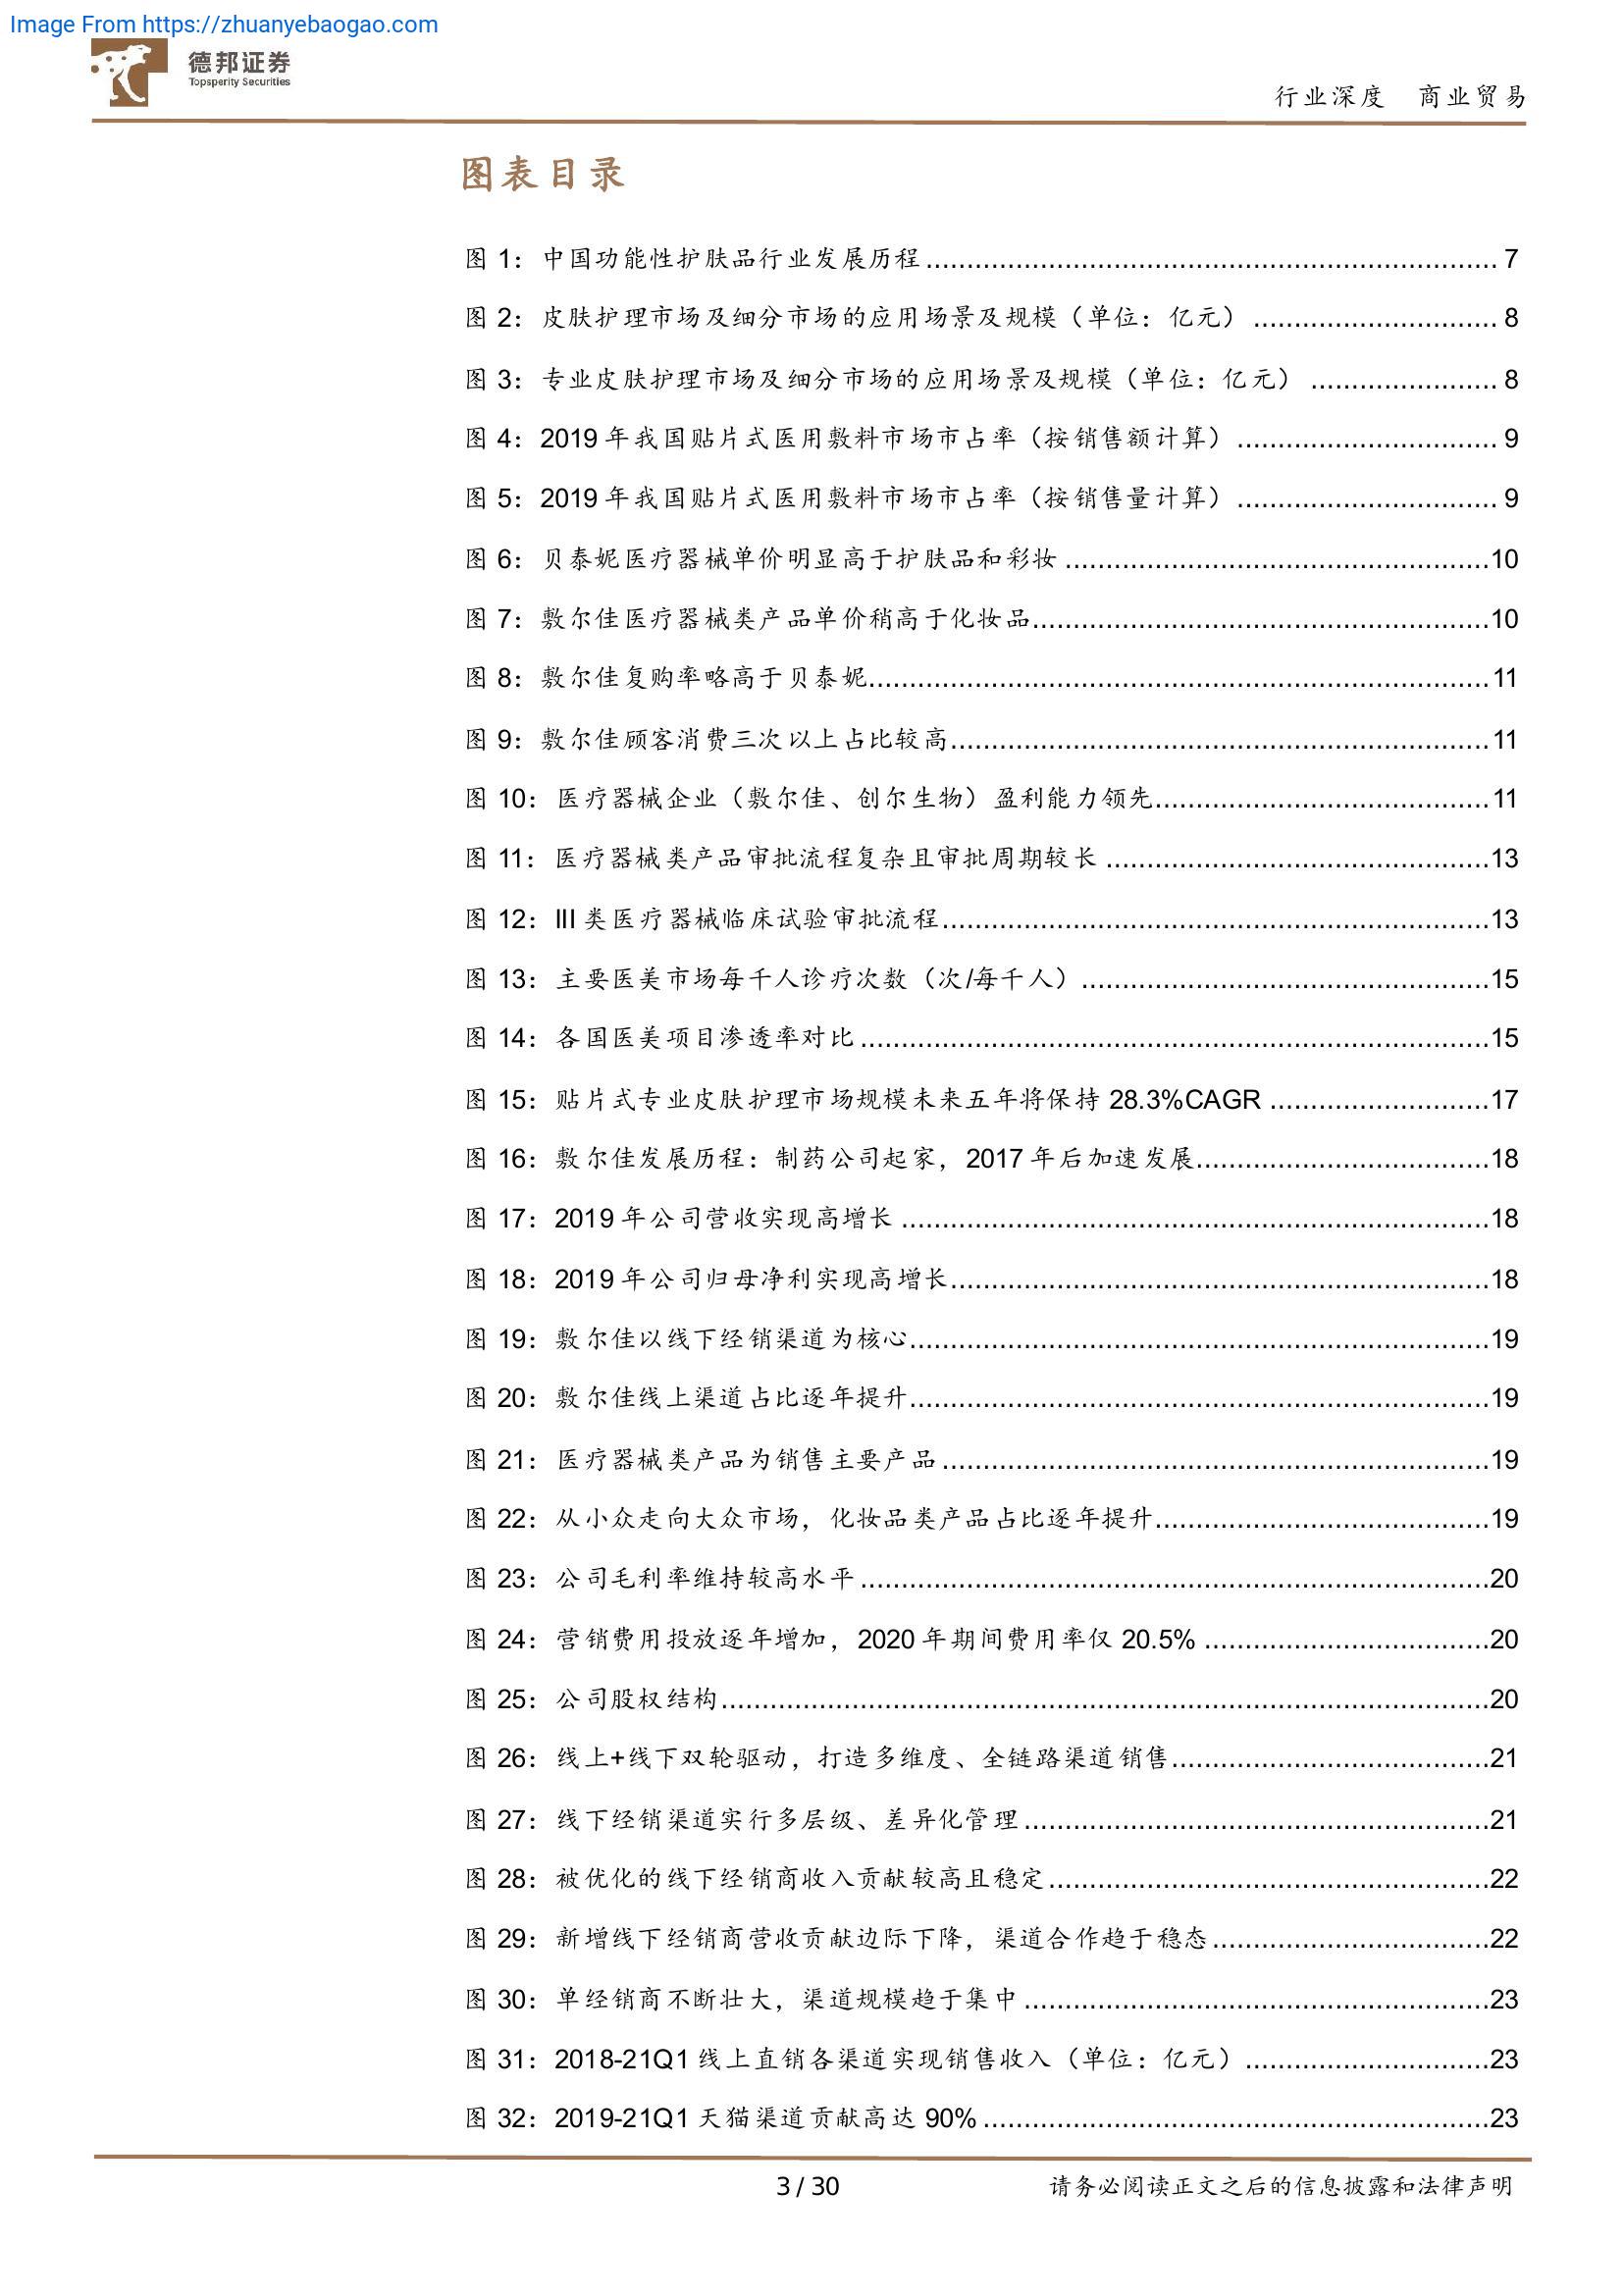 Image From https://zhuanyebaogao.com
德邦证券
Topsperity Securities
行业深度 商业贸易
图表目录
图 1：中国功能性护肤品行业发展历程......................................................................7
图 2：皮肤护理市场及细分市场的应用场景及规模（单位：亿元）..............................8
图 3：专业皮肤护理市场及细分市场的应用场景及规模（单位：亿元）.......................8
图 4：2019 年我国贴片式医用敷料市场市占率（按销售额计算）................................9
图 5：2019 年我国贴片式医用敷料市场市占率（按销售量计算）................................9
图 6：贝泰妮医疗器械单价明显高于护肤品和彩妆....................................................10
图 7：敷尔佳医疗器械类产品单价稍高于化妆品........................................................10
图 8：敷尔佳复购率略高于贝泰妮............................................................................11
图 9：敷尔佳顾客消费三次以上占比较高..................................................................11
图 10：医疗器械企业（敷尔佳、创尔生物）盈利能力领先.........................................11
图 11：医疗器械类产品审批流程复杂且审批周期较长...............................................13
图 12：III 类医疗器械临床试验审批流程...................................................................13
图 13：主要医美市场每千人诊疗次数（次/每千人）..................................................15
图 14：各国医美项目渗透率对比.............................................................................15
图 15：贴片式专业皮肤护理市场规模未来五年将保持 28.3%CAGR...........................17
图 16：敷尔佳发展历程：制药公司起家，2017 年后加速发展....................................18
图 17：2019 年公司营收实现高增长........................................................................18
图 18：2019 年公司归母净利实现高增长..................................................................18
图 19：敷尔佳以线下经销渠道为核心.......................................................................19
图 20：敷尔佳线上渠道占比逐年提升.......................................................................19
图 21：医疗器械类产品为销售主要产品...................................................................19
图 22：从小众走向大众市场，化妆品类产品占比逐年提升.........................................19
图 23：公司毛利率维持较高水平.............................................................................20
图 24：营销费用投放逐年增加，2020 年期间费用率仅 20.5%...................................20
图 25：公司股权结构..............................................................................................20
图 26：线上+线下双轮驱动，打造多维度、全链路渠道销售.......................................21
图 27：线下经销渠道实行多层级、差异化管理.........................................................21
图 28：被优化的线下经销商收入贡献较高且稳定......................................................22
图 29：新增线下经销商营收贡献边际下降，渠道合作趋于稳态..................................22
图 30：单经销商不断壮大，渠道规模趋于集中.........................................................23
图 31：2018-21Q1 线上直销各渠道实现销售收入（单位：亿元）..............................23
图 32：2019-21Q1 天猫渠道贡献高达 90%..............................................................23
3 / 30 请务必阅读正文之后的信息披露和法律声明